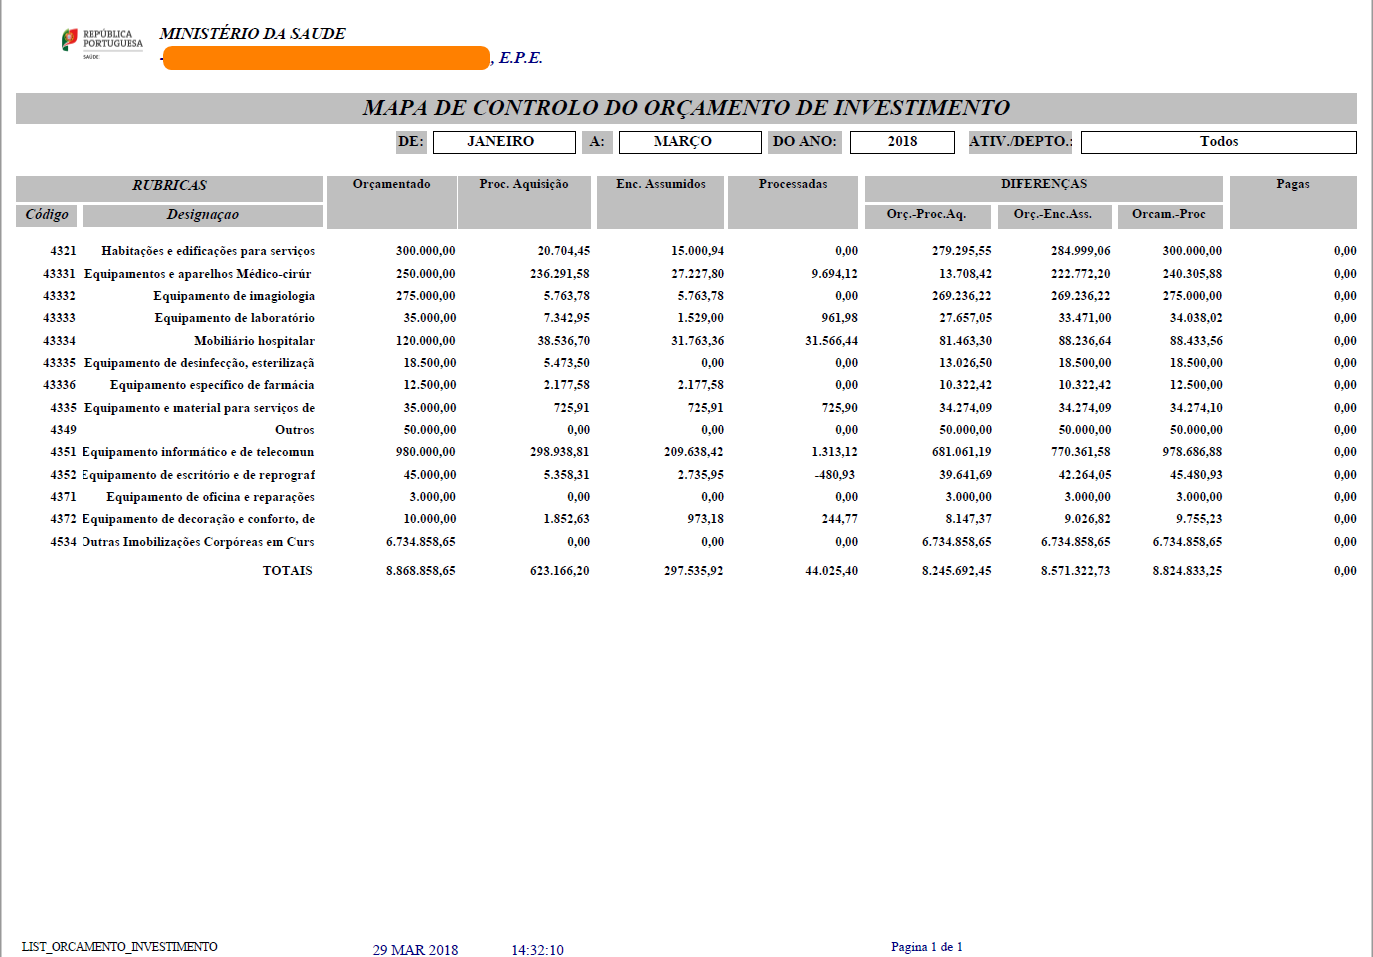 REPÚBLICA
PORTUGUESA
SAÚDE
MINISTÉRIO DA SAUDE
-, E.P.E.
MAPA DE CONTROLO DO ORÇAMENTO DE INVESTIMENTO
DE: JANEIRO A: MARÇO DO ANO: 2018 ATIV./DEPTO.: Todos
RUBRICAS Orçamentado Proc. Aquisição Enc. Assumidos Processadas DIFERENÇAS Pagas
Código Designaçao Orç.-Proc.Aq. Orç.-Enc.Ass. Orcam.-Proc
4321 Habitações e edificações para serviços 300.000,00 20.704,45 15.000,94 0,00 279.295,55 284.999,06 300.000,00 0,00
43331 Equipamentos e aparelhos Médico-cirúr 250.000,00 236.291,58 27.227,80 9.694,12 13.708,42 222.772,20 240.305,88 0,00
43332 Equipamento de imagiologia 275.000,00 5.763,78 5.763,78 0,00 269.236,22 269.236,22 275.000,00 0,00
43333 Equipamento de laboratório 35.000,00 7.342,95 1.529,00 961,98 27.657,05 33.471,00 34.038,02 0,00
43334 Mobiliário hospitalar 120.000,00 38.536,70 31.763,36 31.566,44 81.463,30 88.236,64 88.433,56 0,00
43335 Equipamento de desinfecção, esterilizaçã 18.500,00 5.473,50 0,00 0,00 13.026,50 18.500,00 18.500,00 0,00
43336 Equipamento específico de farmácia 12.500,00 2.177,58 2.177,58 0,00 10.322,42 10.322,42 12.500,00 0,00
4335 Equipamento e material para serviços de 35.000,00 725,91 725,91 725,90 34.274,09 34.274,09 34.274,10 0,00
4349 Outros 50.000,00 0,00 0,00 0,00 50.000,00 50.000,00 50.000,00 0,00
4351 Equipamento informático e de telecomun 980.000,00 298.938,81 209.638,42 1.313,12 681.061,19 770.361,58 978.686,88 0,00
4352 Equipamento de escritório e de reprograf 45.000,00 5.358,31 2.735,95 -480,93 39.641,69 42.264,05 45.480,93 0,00
4371 Equipamento de oficina e reparações 3.000,00 0,00 0,00 0,00 3.000,00 3.000,00 3.000,00 0,00
4372 Equipamento de decoração e conforto, de 10.000,00 1.852,63 973,18 244,77 8.147,37 9.026,82 9.755,23 0,00
4534 Outras Imobilizações Corpóreas em Curs 6.734.858,65 0,00 0,00 0,00 6.734.858,65 6.734.858,65 6.734.858,65 0,00
TOTAIS 8.868.858,65 623.166,20 297.535,92 44.025,40 8.245.692,45 8.571.322,73 8.824.833,25 0,00
LIST_ORCAMENTO_INVESTIMENTO 29 MAR 2018 14:32:10 Pagina 1 de 1